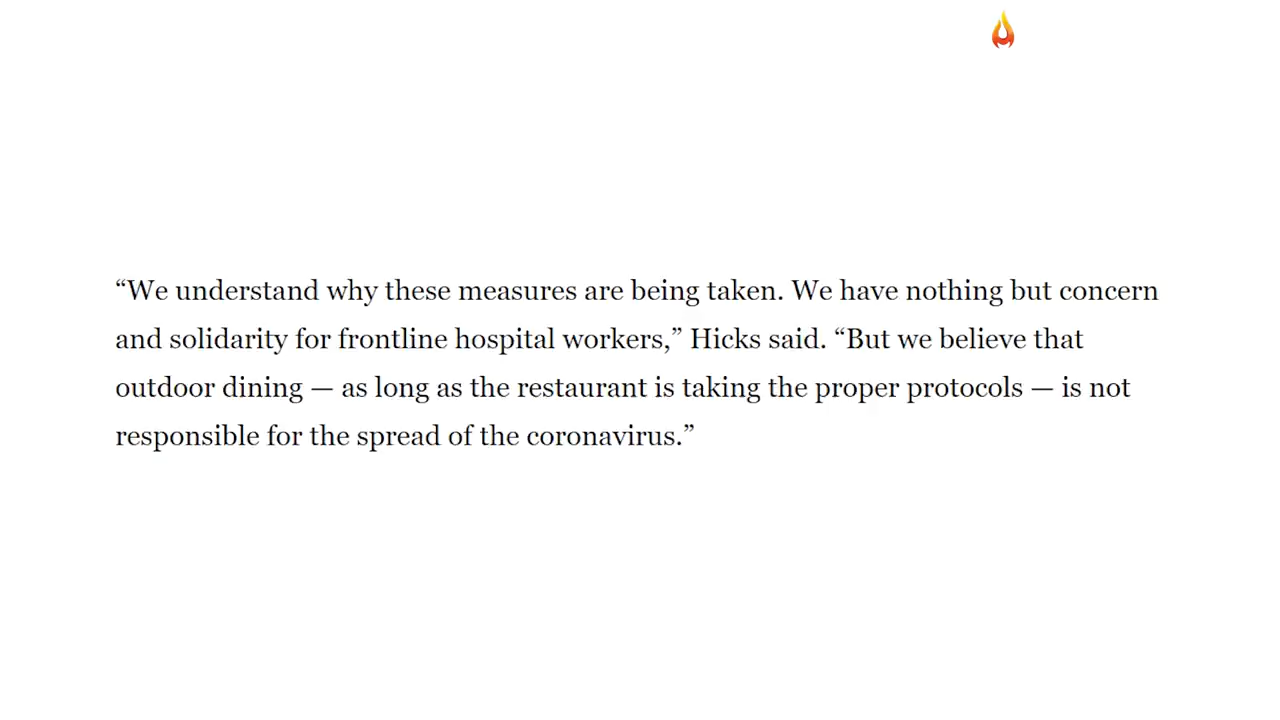 “We understand why these measures are being taken. We have nothing but concern
and solidarity for frontline hospital workers,” Hicks said. “But we believe that
outdoor dining — as long as the restaurant is taking the proper protocols — is not
responsible for the spread of the coronavirus.”